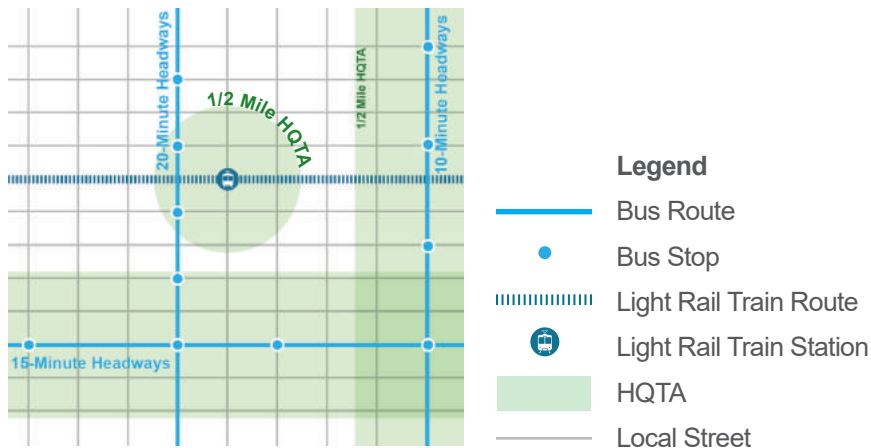 20-Minute Headways
1/2 Mile HQTA
1/2 Mile HQTA
10-Minute Headways
15-Minute Headways
Legend
Bus Route
Bus Stop
Light Rail Train Route
Light Rail Train Station
HQTA
Local Street